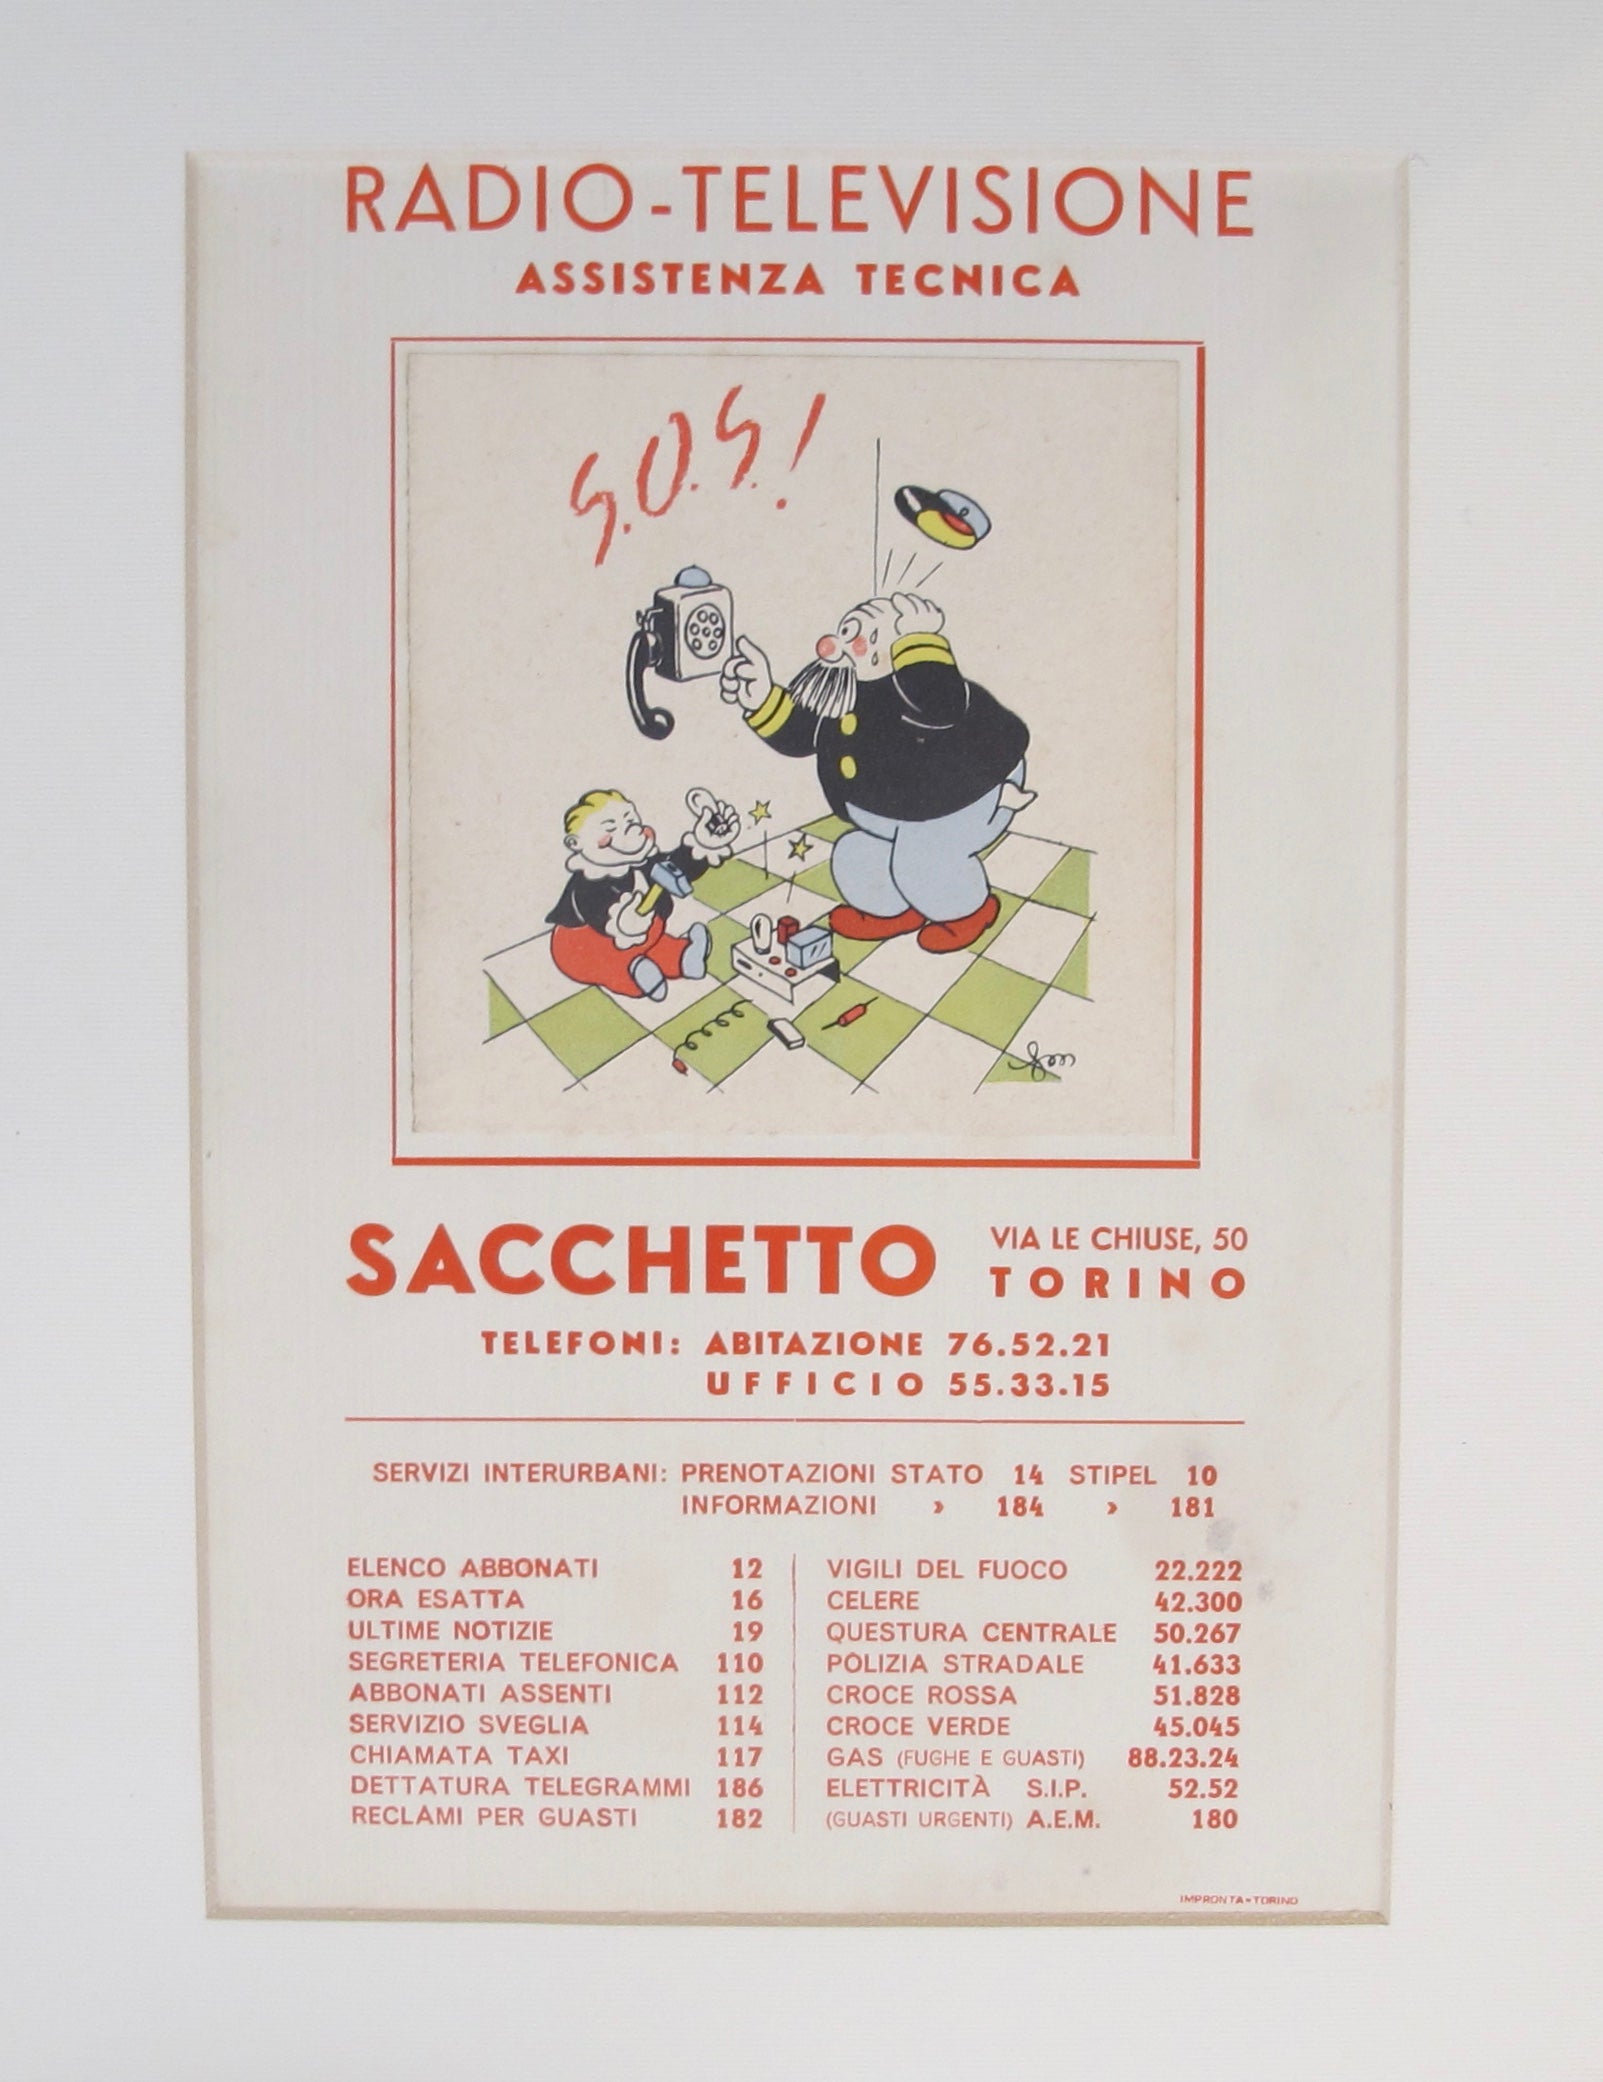 RADIO-TELEVISIONE
ASSISTENZA TECNICA
S.O.S.!
SACCHETTO
VIA LE CHIUSE, 50
TORINO
TELEFONI: ABITAZIONE 76.52.21
UFFICIO 55.33.15
SERVIZI INTERURBANI: PRENOTAZIONI STATO 14 STIPEL 10
INFORMAZIONI » 184 » 181
ELENCO ABBONATI 12
ORA ESATTA 16
ULTIME NOTIZIE 19
SEGRETERIA TELEFONICA 110
ABBONATI ASSENTI 112
SERVIZIO SVEGLIA 114
CHIAMATA TAXI 117
DETTATURA TELEGRAMMI 186
RECLAMI PER GUASTI 182
VIGILI DEL FUOCO 22.222
CELERE 42.300
QUESTURA CENTRALE 50.267
POLIZIA STRADALE 41.633
CROCE ROSSA 51.828
CROCE VERDE 45.045
GAS (FUGHE E GUASTI) 88.23.24
ELETTRICITÀ S.I.P. 52.52
(GUASTI URGENTI) A.E.M. 180
IMPRONTA-TORINO